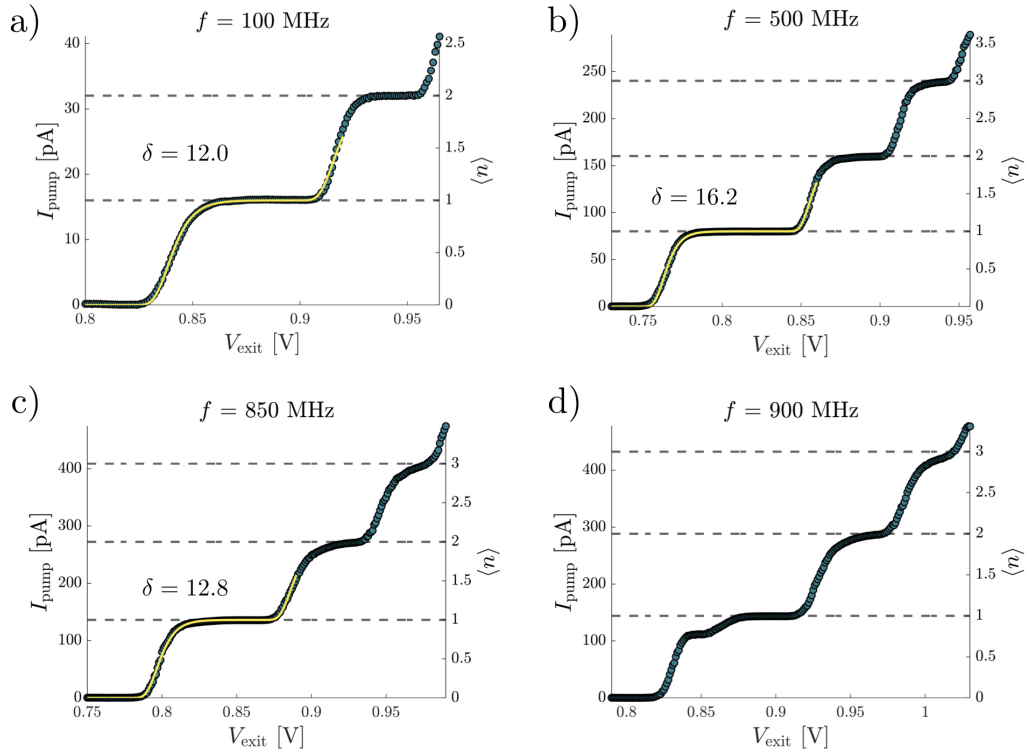 a)
f = 100 MHz
I_pump [pA]
40
30
20
10
0
0.8
0.85
0.9
0.95
V_exit [V]
2.5
2
1.5
1
0.5
0
⟨n⟩
δ = 12.0
b)
f = 500 MHz
I_pump [pA]
250
200
150
100
50
0
0.75
0.8
0.85
0.9
0.95
V_exit [V]
3.5
3
2.5
2
1.5
1
0.5
0
⟨n⟩
δ = 16.2
c)
f = 850 MHz
I_pump [pA]
400
300
200
100
0
0.75
0.8
0.85
0.9
0.95
V_exit [V]
3
2.5
2
1.5
1
0.5
0
⟨n⟩
δ = 12.8
d)
f = 900 MHz
I_pump [pA]
400
300
200
100
0
0.8
0.85
0.9
0.95
1
V_exit [V]
3
2.5
2
1.5
1
0.5
0
⟨n⟩